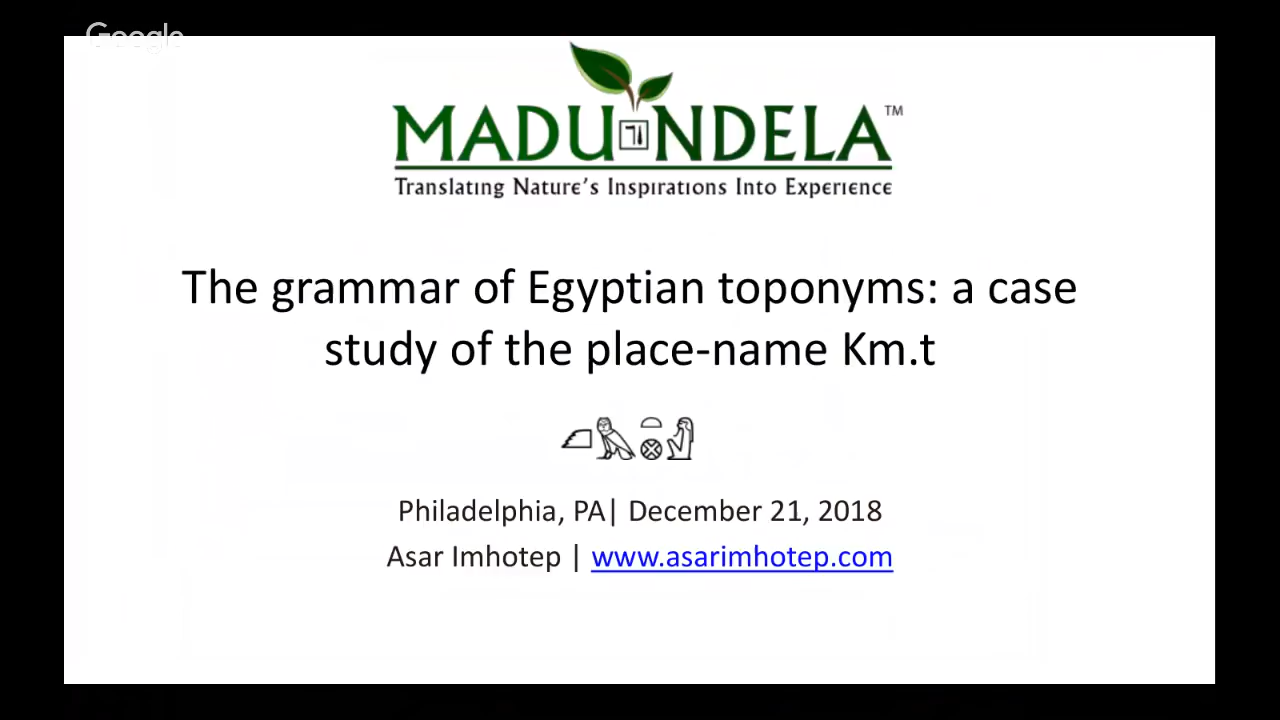 Google
MADU NDELA™
Translating Nature's Inspirations Into Experience
The grammar of Egyptian toponyms: a case
study of the place-name Km.t
𓆎𓅓𓏏𓊖𓁐
Philadelphia, PA| December 21, 2018
Asar Imhotep | www.asarimhotep.com